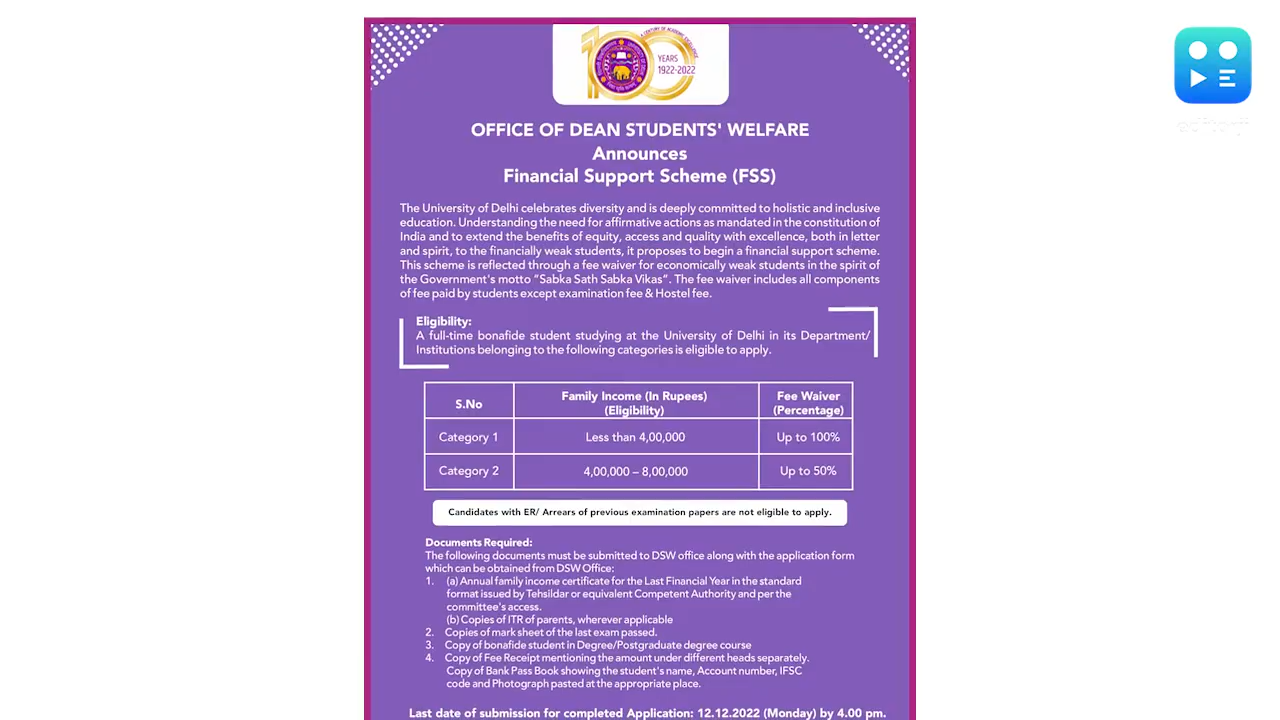 A CENTURY OF ACADEMIC EXCELLENCE
YEARS
1922-2022
OFFICE OF DEAN STUDENTS' WELFARE
Announces
Financial Support Scheme (FSS)
The University of Delhi celebrates diversity and is deeply committed to holistic and inclusive
education. Understanding the need for affirmative actions as mandated in the constitution of
India and to extend the benefits of equity, access and quality with excellence, both in letter
and spirit, to the financially weak students, it proposes to begin a financial support scheme.
This scheme is reflected through a fee waiver for economically weak students in the spirit of
the Government's motto “Sabka Sath Sabka Vikas”. The fee waiver includes all components
of fee paid by students except examination fee & Hostel fee.
Eligibility:
A full-time bonafide student studying at the University of Delhi in its Department/
Institutions belonging to the following categories is eligible to apply.
S.No Family Income (In Rupees) (Eligibility) Fee Waiver (Percentage)
Category 1 Less than 4,00,000 Up to 100%
Category 2 4,00,000 – 8,00,000 Up to 50%
Candidates with ER/ Arrears of previous examination papers are not eligible to apply.
Documents Required:
The following documents must be submitted to DSW office along with the application form
which can be obtained from DSW Office:
1. (a) Annual family income certificate for the Last Financial Year in the standard
format issued by Tehsildar or equivalent Competent Authority and per the
committee's access.
(b) Copies of ITR of parents, wherever applicable
2. Copies of mark sheet of the last exam passed.
3. Copy of bonafide student in Degree/Postgraduate degree course
4. Copy of Fee Receipt mentioning the amount under different heads separately.
Copy of Bank Pass Book showing the student's name, Account number, IFSC
code and Photograph pasted at the appropriate place.
Last date of submission for completed Application: 12.12.2022 (Monday) by 4.00 pm.